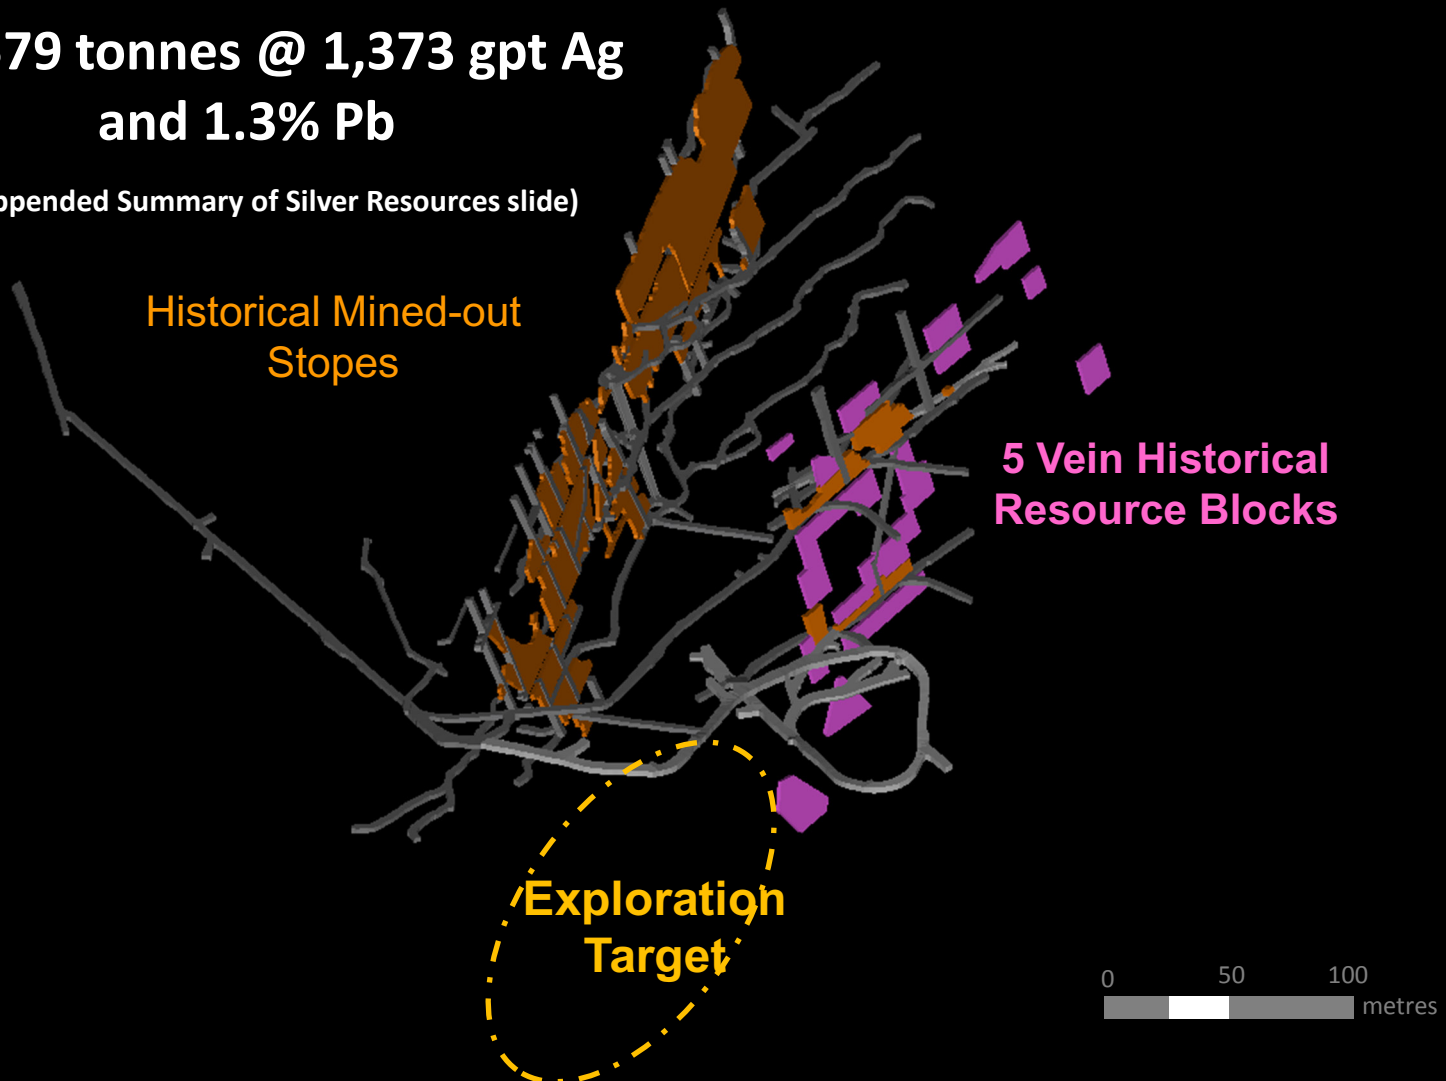 79 tonnes @ 1,373 gpt Ag
and 1.3% Pb
Summary of Silver Resources slide)
Historical Mined-out
Stopes
5 Vein Historical
Resource Blocks
Exploration
Target
0 50 100
metres